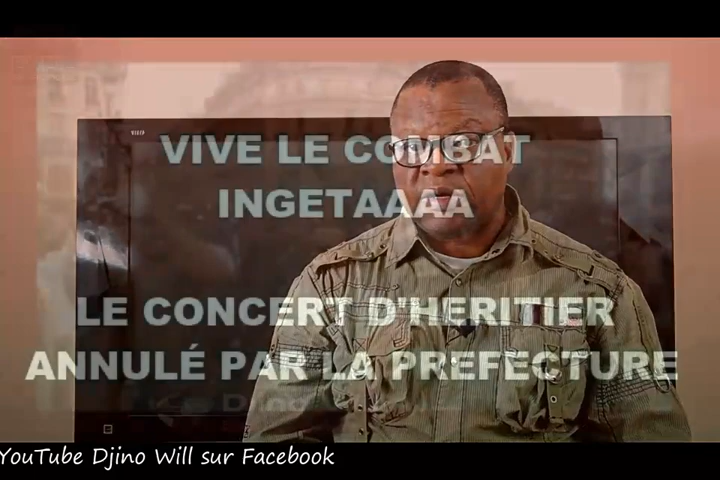 VIVE LE COMBAT
INGETAAAA
LE CONCERT D'HERITIER
ANNULÉ PAR LA PREFECTURE
YouTube Djino Will sur Facebook